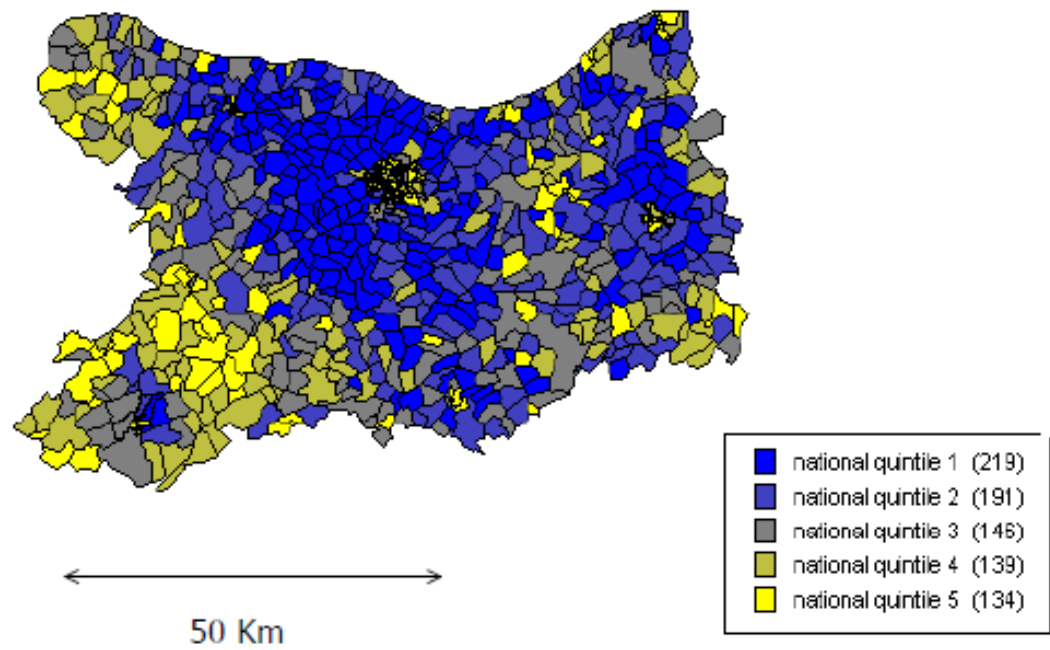 national quintile 1 (219)
national quintile 2 (191)
national quintile 3 (146)
national quintile 4 (139)
national quintile 5 (134)
50 Km